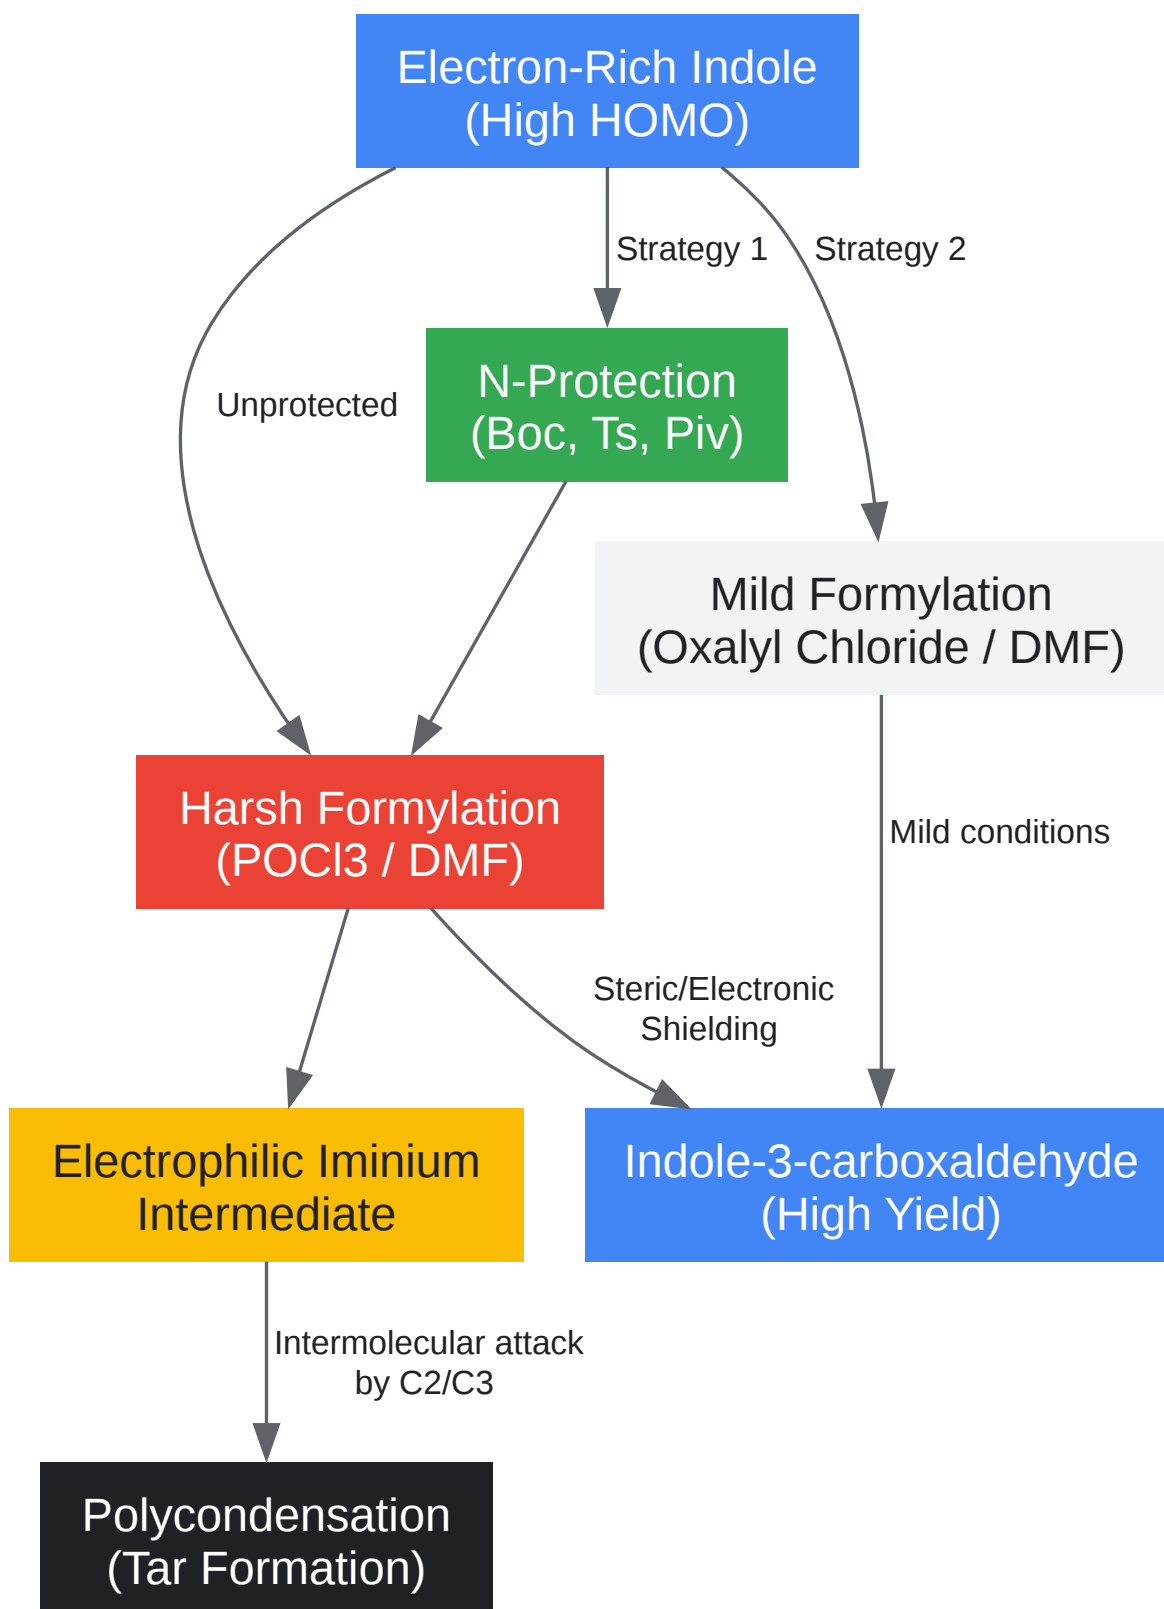 Electron-Rich Indole
(High HOMO)
Strategy 1
Strategy 2
N-Protection
(Boc, Ts, Piv)
Unprotected
Mild Formylation
(Oxalyl Chloride / DMF)
Harsh Formylation
(POCl3 / DMF)
Mild conditions
Steric/Electronic
Shielding
Electrophilic Iminium
Intermediate
Indole-3-carboxaldehyde
(High Yield)
Intermolecular attack
by C2/C3
Polycondensation
(Tar Formation)